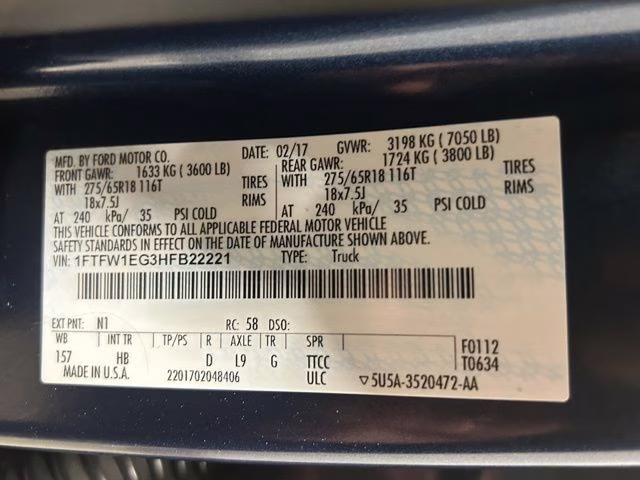 MFD. BY FORD MOTOR CO. DATE: 02/17 GVWR: 3198 KG (7050 LB)
FRONT GAWR: 1633 KG (3600 LB) REAR GAWR: 1724 KG (3800 LB)
WITH 275/65R18 116T TIRES WITH 275/65R18 116T TIRES
18x7.5J RIMS 18x7.5J RIMS
AT 240 kPa/ 35 PSI COLD AT 240 kPa/ 35 PSI COLD
THIS VEHICLE CONFORMS TO ALL APPLICABLE FEDERAL MOTOR VEHICLE
SAFETY STANDARDS IN EFFECT ON THE DATE OF MANUFACTURE SHOWN ABOVE.
VIN: 1FTFW1EG3HFB22221 TYPE: Truck
EXT PNT: N1 RC: 58 DSO:
WB INT TR TP/PS R AXLE TR SPR F0112
157 HB D L9 G TTCC T0634
MADE IN U.S.A. 2201702048406 ULC ▽5U5A-3520472-AA